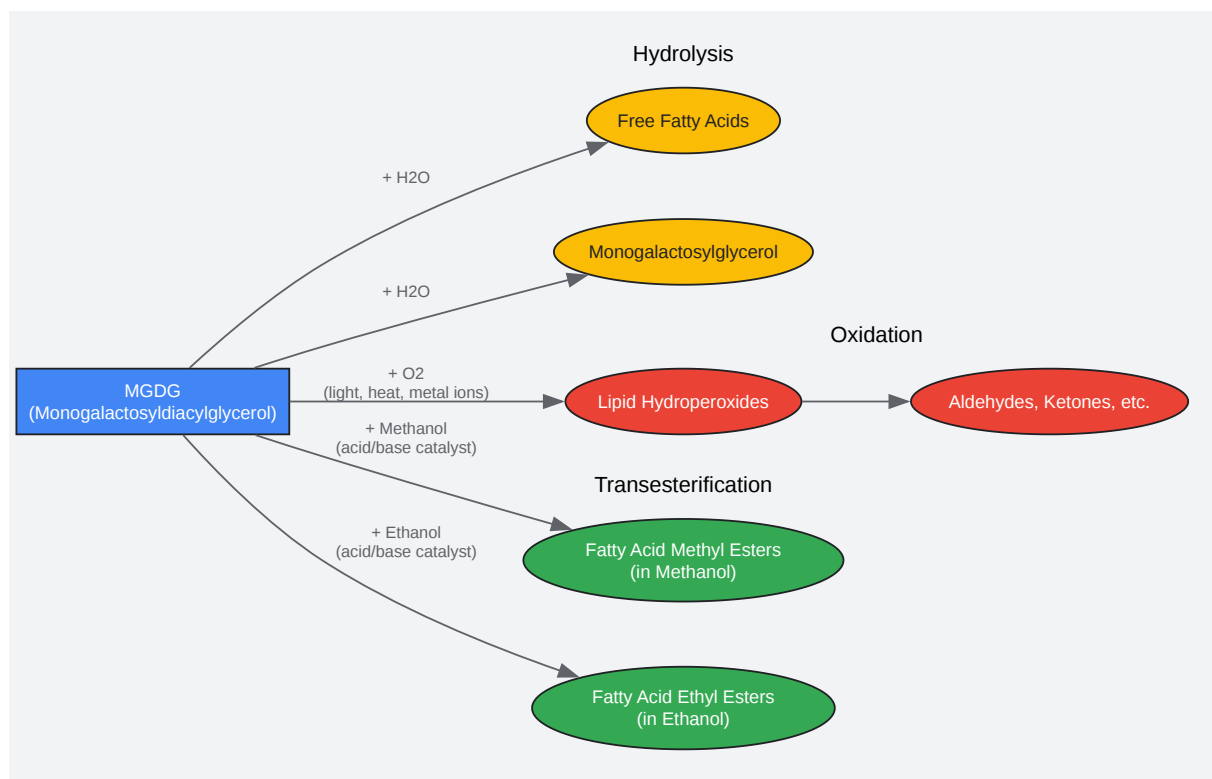 Hydrolysis
Free Fatty Acids
+ H2O
Monogalactosylglycerol
+ H2O
Oxidation
MGDG
(Monogalactosyldiacylglycerol)
+ O2
(light, heat, metal ions)
Lipid Hydroperoxides
Aldehydes, Ketones, etc.
+ Methanol
(acid/base catalyst)
Transesterification
+ Ethanol
(acid/base catalyst)
Fatty Acid Methyl Esters
(in Methanol)
Fatty Acid Ethyl Esters
(in Ethanol)